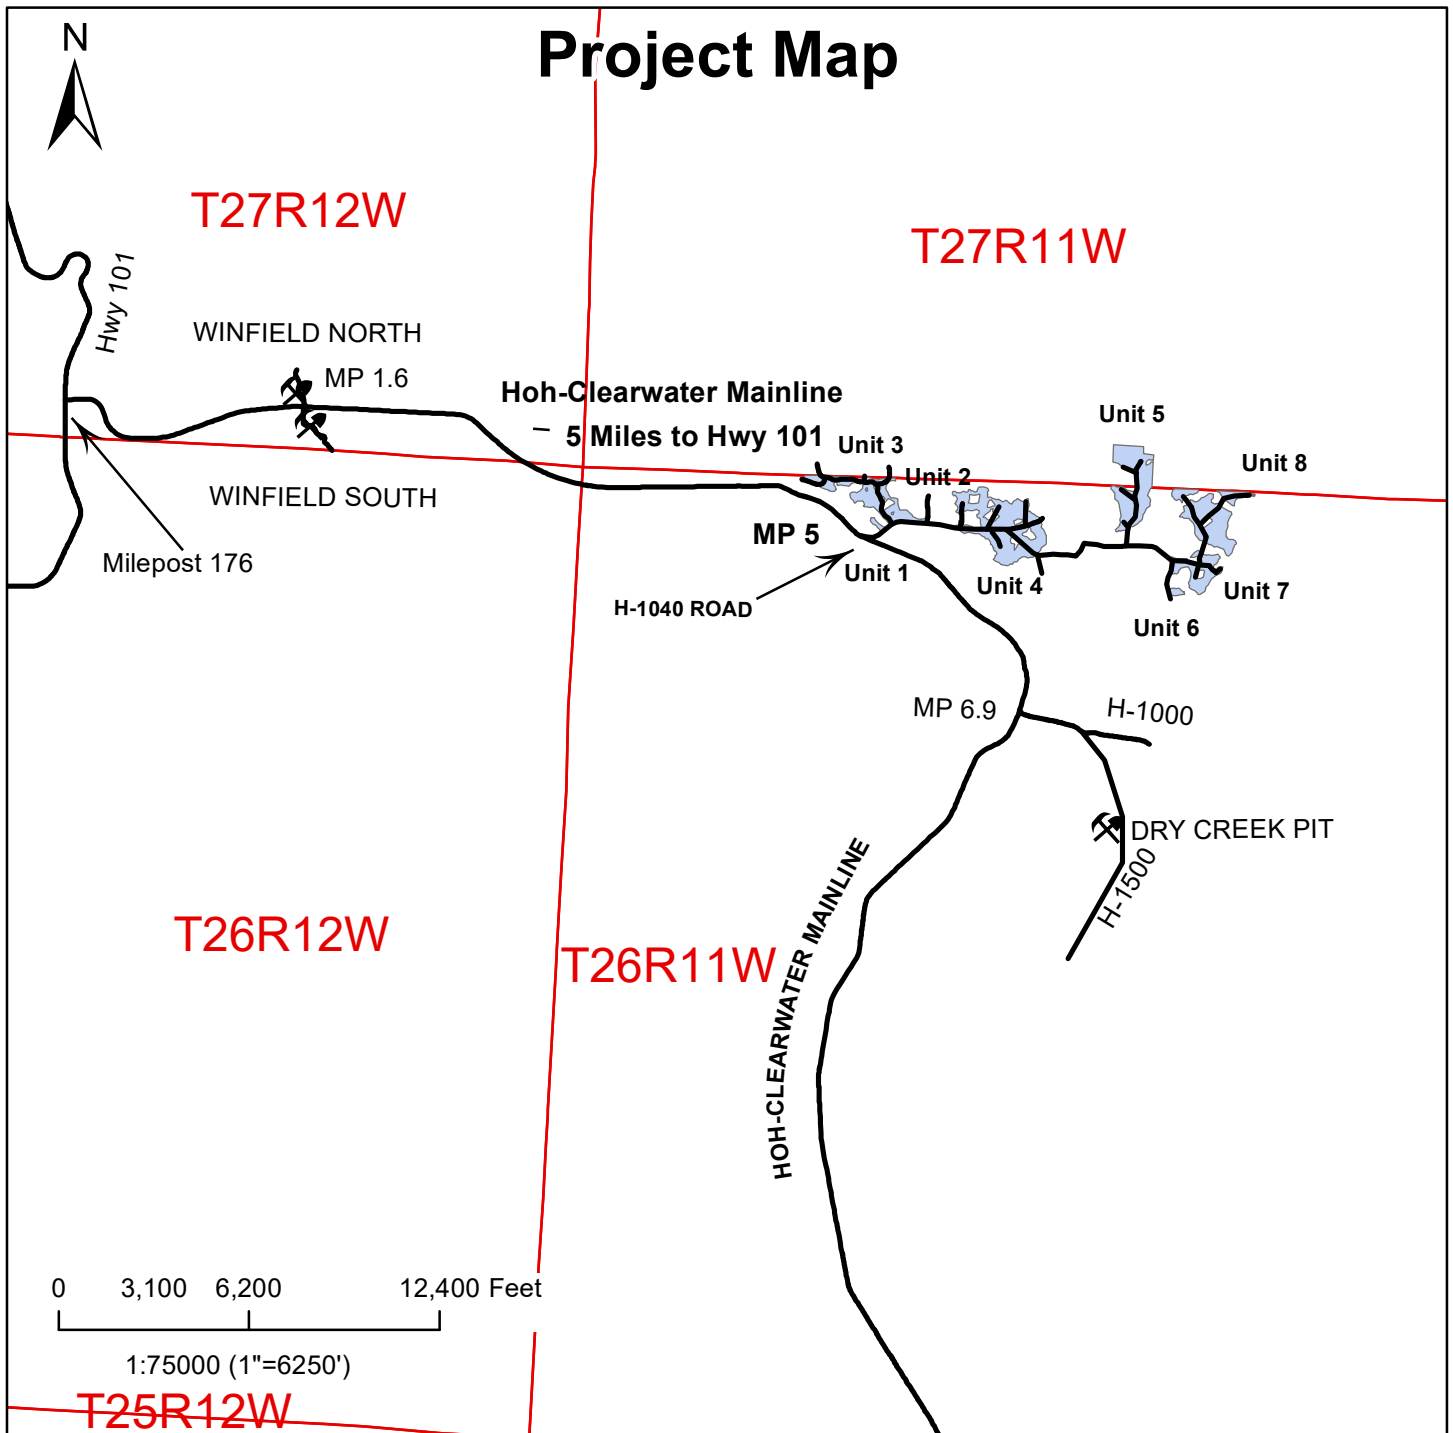 Project Map
N
T27R12W
T27R11W
Hwy 101
WINFIELD NORTH
MP 1.6
Hoh-Clearwater Mainline
5 Miles to Hwy 101
Unit 3
Unit 5
Unit 2
Unit 8
WINFIELD SOUTH
MP 5
Milepost 176
Unit 1
Unit 4
H-1040 ROAD
Unit 7
Unit 6
MP 6.9
H-1000
DRY CREEK PIT
H-1500
HOH-CLEARWATER MAINLINE
T26R12W
T26R11W
0 3,100 6,200 12,400 Feet
1:75000 (1"=6250')
T25R12W